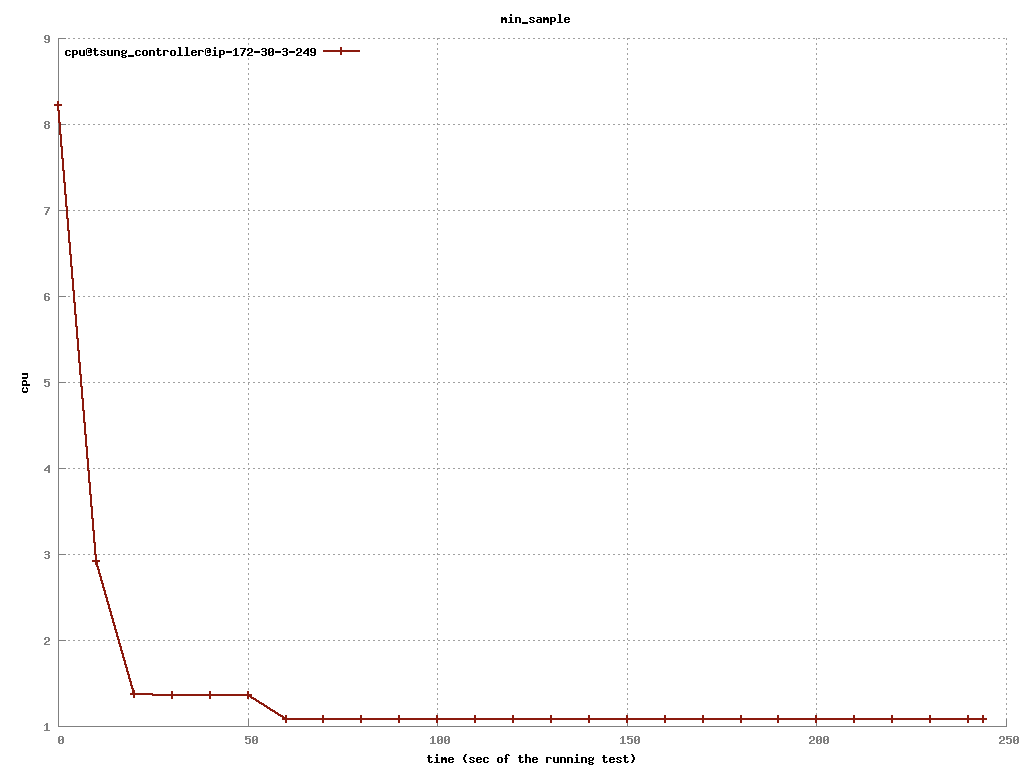 min_sample
cpu@tsung_controller@ip-172-30-3-249
9
8
7
6
5
4
3
2
1
cpu
0 50 100 150 200 250
time (sec of the running test)